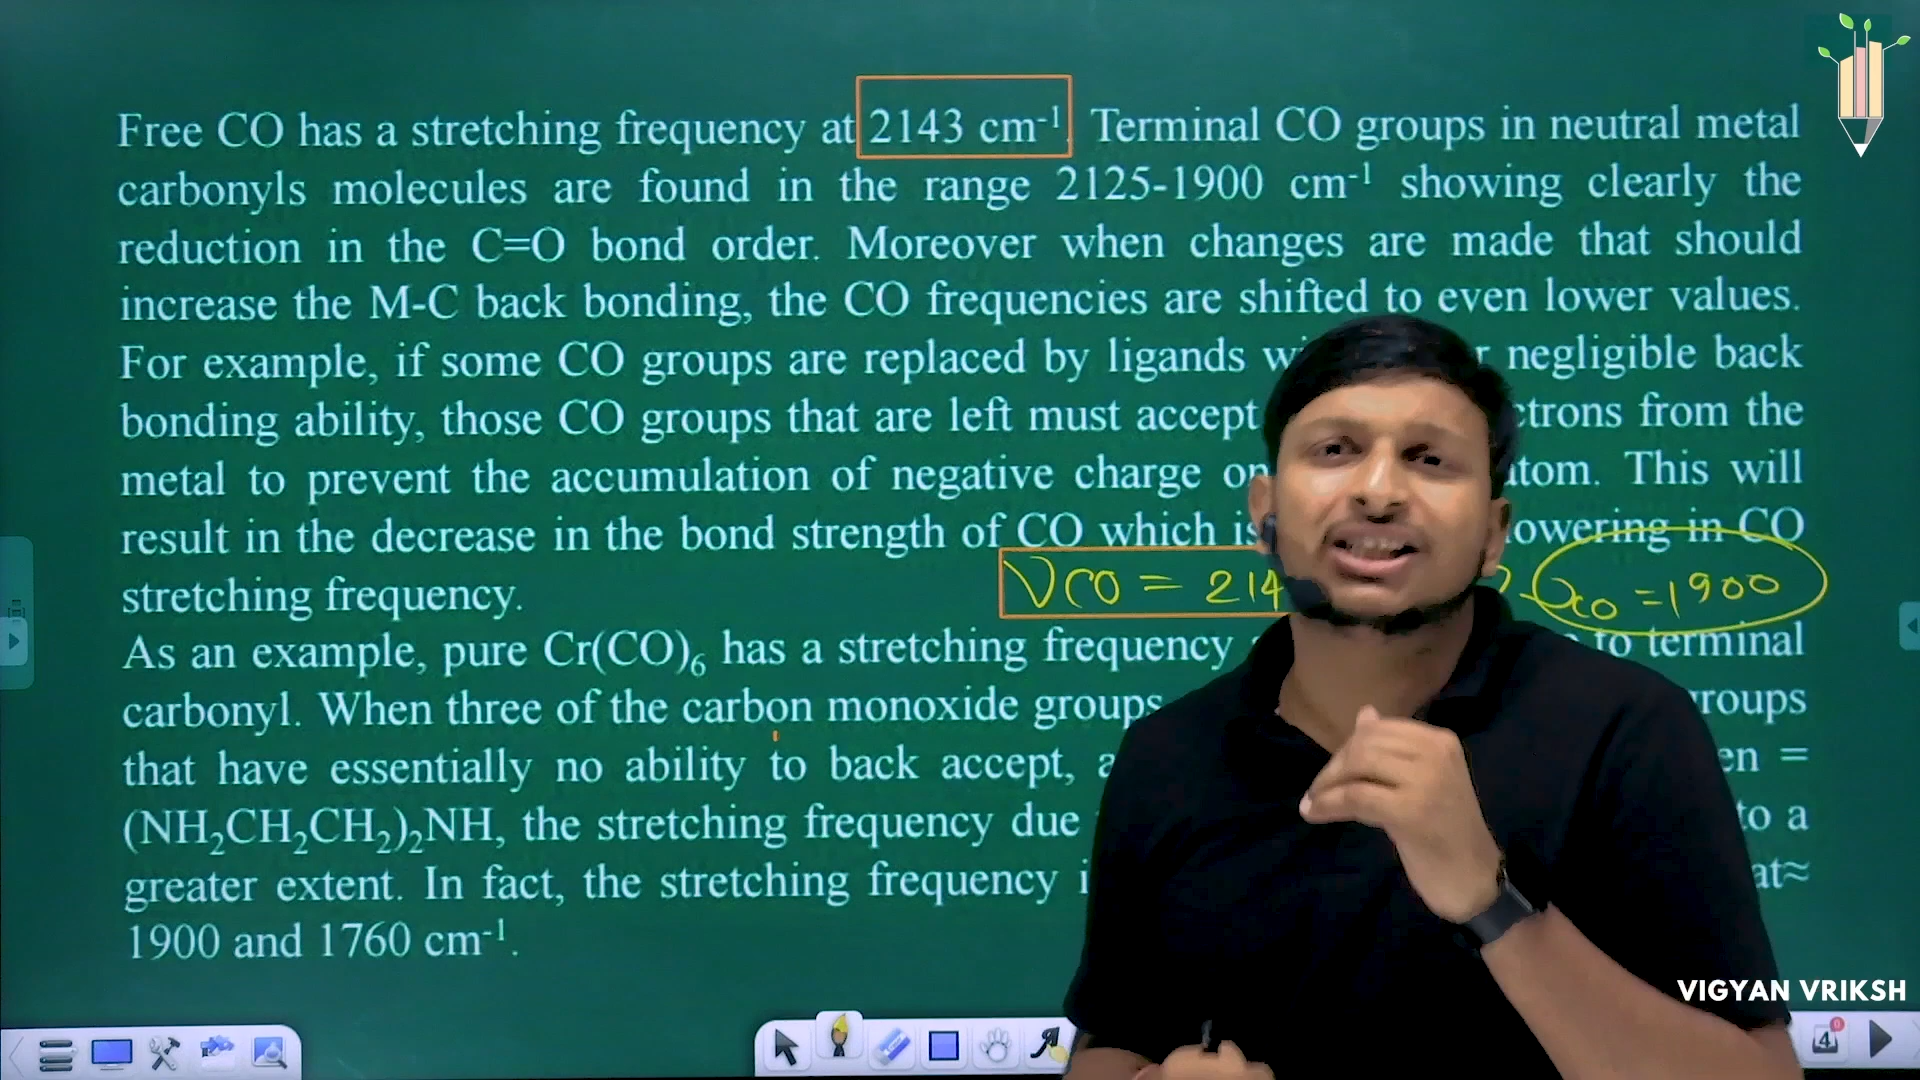 Free CO has a stretching frequency at 2143 cm⁻¹. Terminal CO groups in neutral metal
carbonyls molecules are found in the range 2125-1900 cm⁻¹ showing clearly the
reduction in the C=O bond order. Moreover when changes are made that should
increase the M-C back bonding, the CO frequencies are shifted to even lower values.
For example, if some CO groups are replaced by ligands negligible back
bonding ability, those CO groups that are left must accept from the
metal to prevent the accumulation of negative charge on This will
result in the decrease in the bond strength of CO which in CO
νCO = 214 νCO = 1900
stretching frequency.
As an example, pure Cr(CO)₆ has a stretching frequency to terminal
carbonyl. When three of the carbon monoxide groups
that have essentially no ability to back accept, =
(NH₂CH₂CH₂)₂NH, the stretching frequency due to a
greater extent. In fact, the stretching frequency at≈
1900 and 1760 cm⁻¹.
VIGYAN VRIKSH
4
0